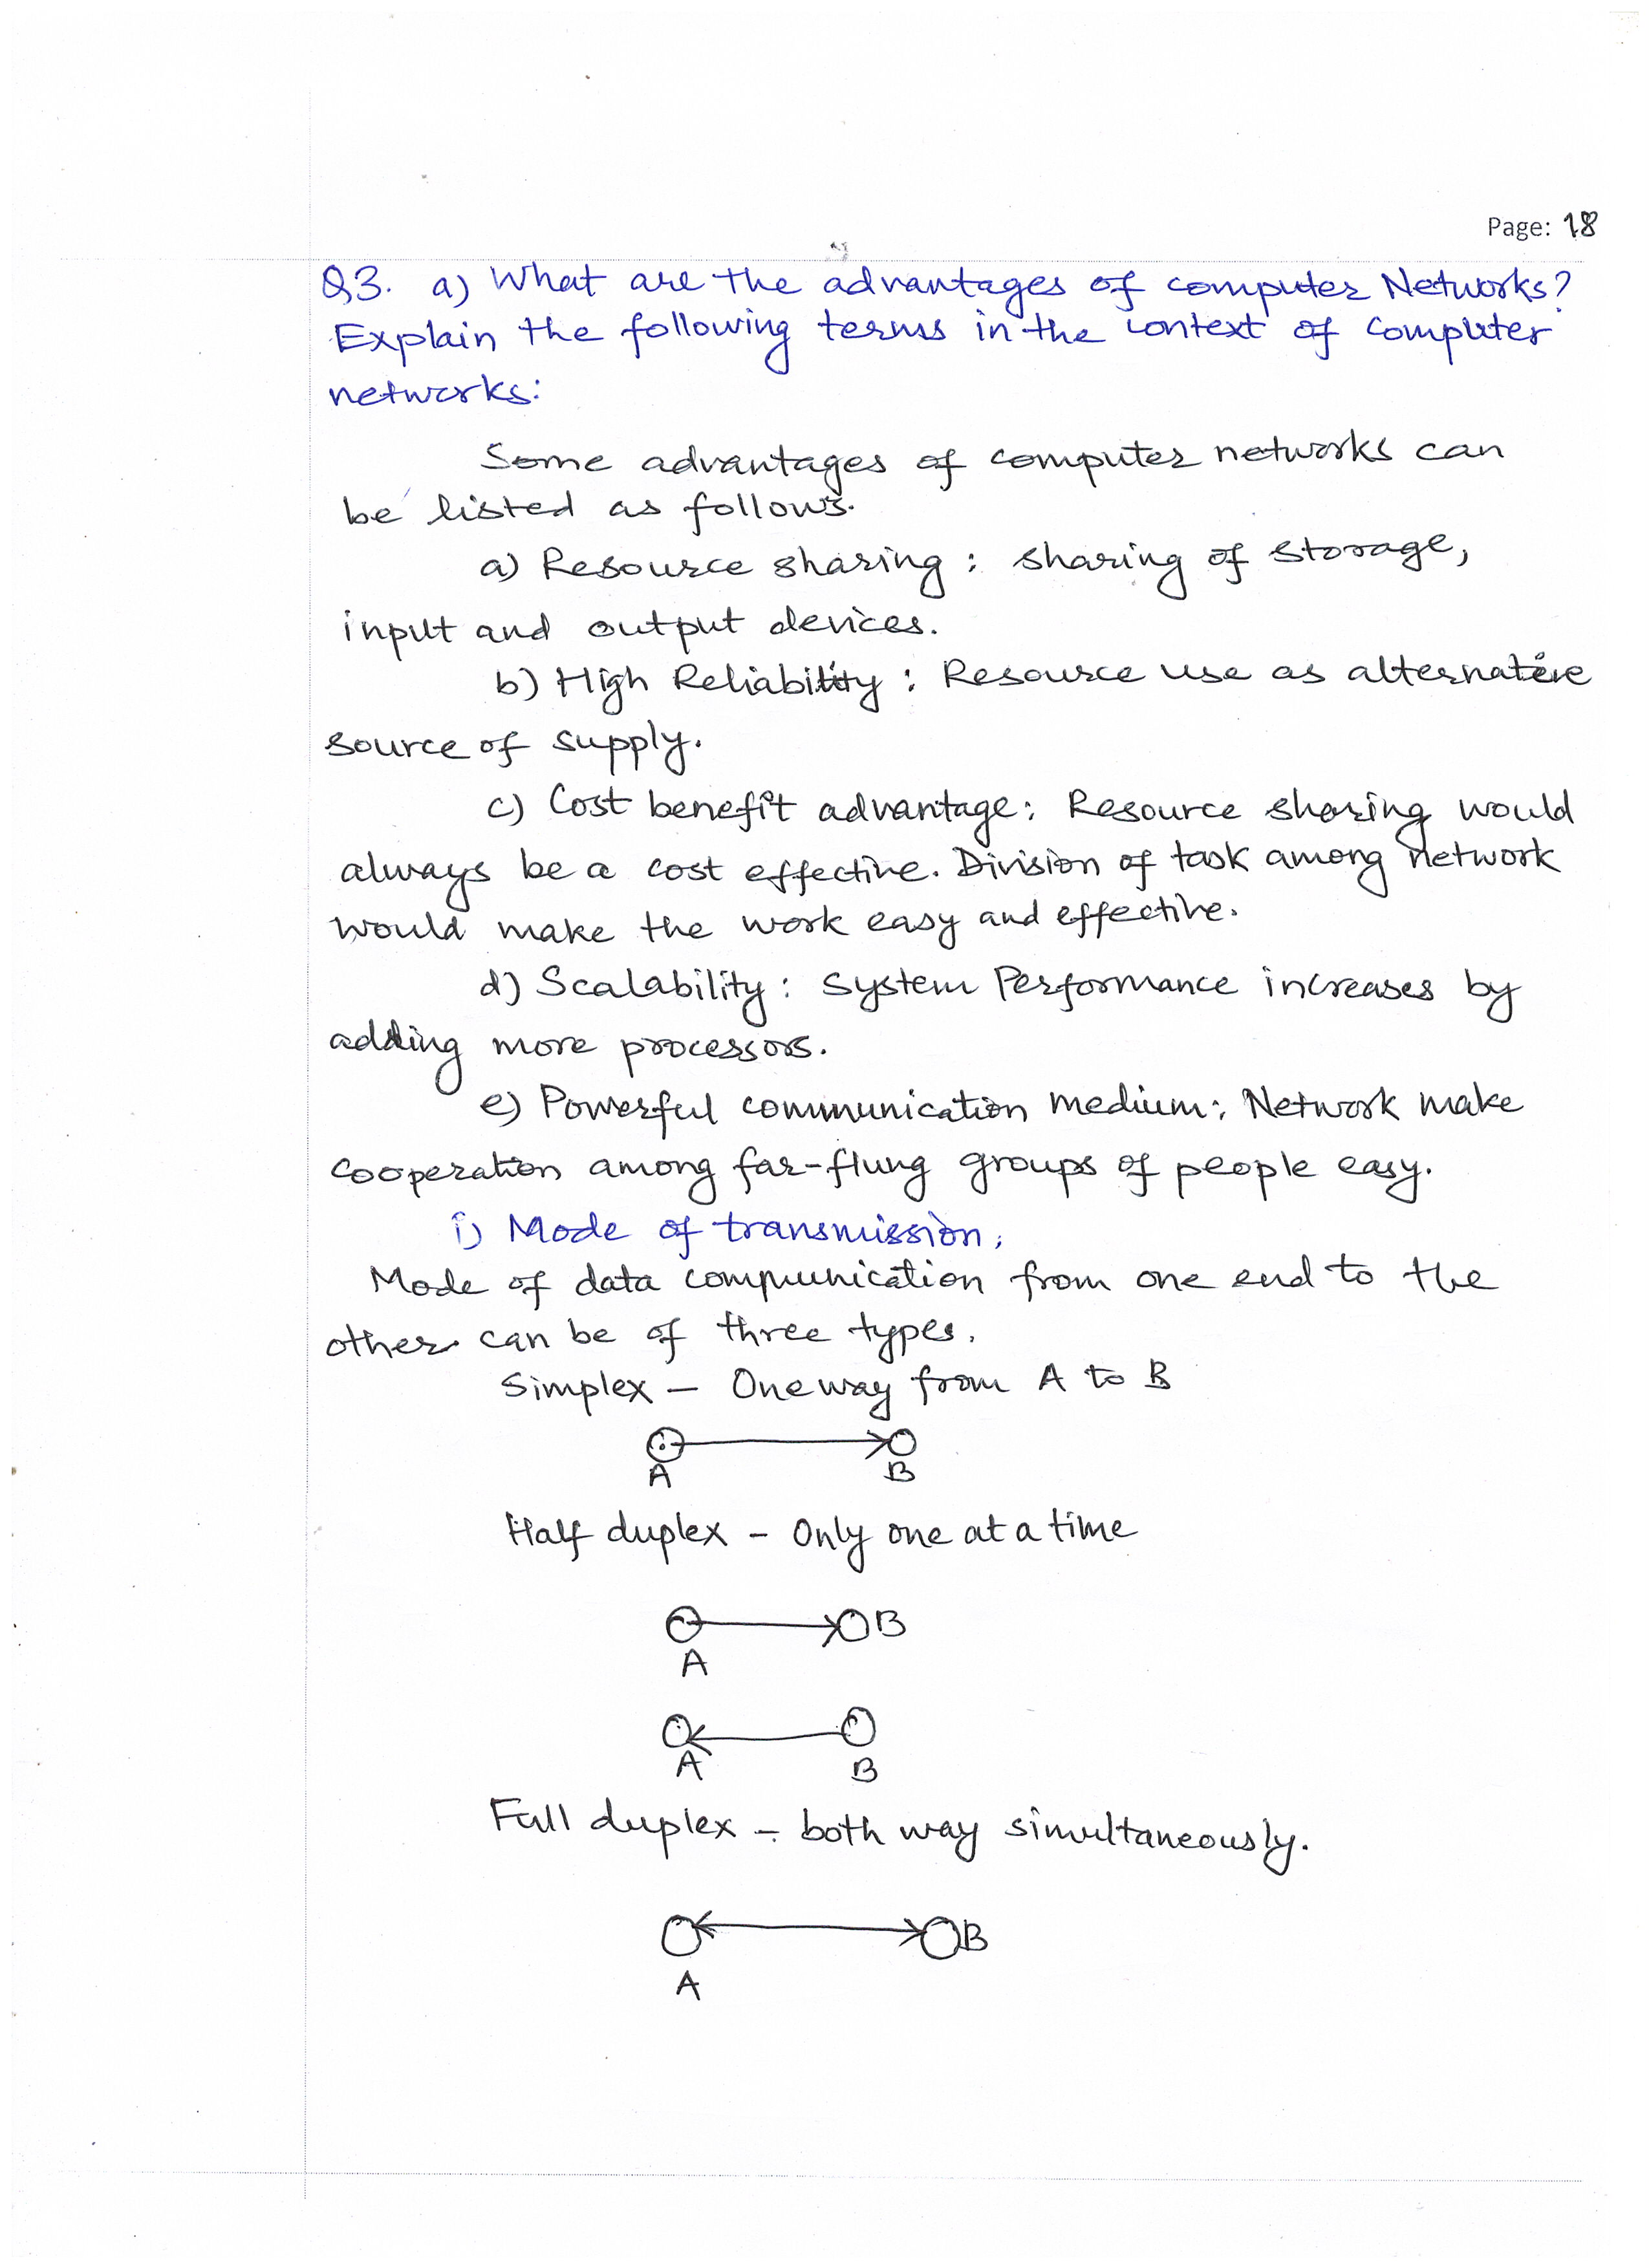 Page: 18
Q3. a) What are the advantages of computer Networks?
Explain the following terms in the context of computer
networks:
Some advantages of computer networks can
be listed as follows.
a) Resource sharing : sharing of storage,
input and output devices.
b) High Reliability : Resource use as alternative
source of supply.
c) Cost benefit advantage: Resource sharing would
always be a cost effective. Division of task among network
would make the work easy and effective.
d) Scalability: System Performance increases by
adding more processors.
e) Powerful communication medium: Network make
cooperation among far-flung groups of people easy.
i) Mode of transmission,
Mode of data communication from one end to the
other can be of three types.
Simplex – One way from A to B
A B
Half duplex – Only one at a time
B
A
A B
Full duplex – both way simultaneously.
B
A